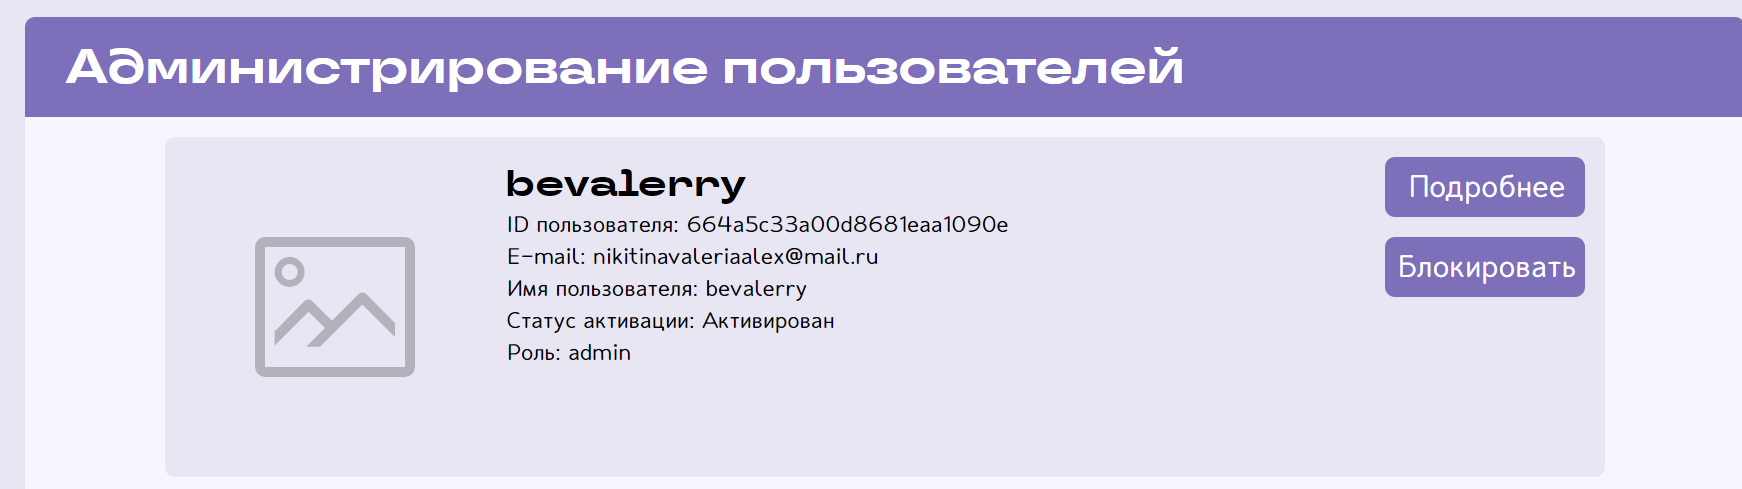 Администрирование пользователей
bevalerry
ID пользователя: 664a5c33a00d8681eaa1090e
E-mail: nikitinavaleriaalex@mail.ru
Имя пользователя: bevalerry
Статус активации: Активирован
Роль: admin
Подробнее
Блокировать